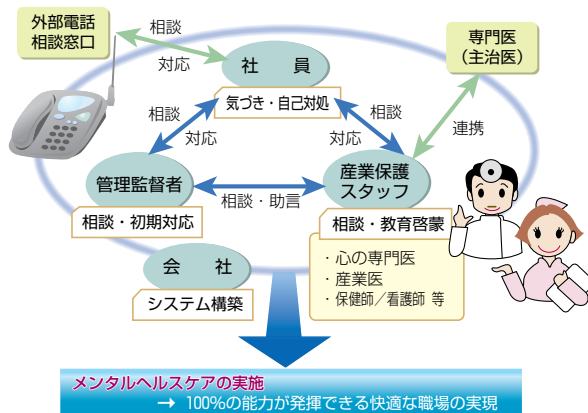 外部電話
相談窓口
相談
対応
社　員
気づき・自己対処
専門医
（主治医）
相談
対応
相談
対応
連携
管理監督者
相談・初期対応
相談・助言
産業保護
スタッフ
相談・教育啓蒙
・心の専門医
・産業医
・保健師／看護師 等
会　社
システム構築
メンタルヘルスケアの実施
→ 100%の能力が発揮できる快適な職場の実現